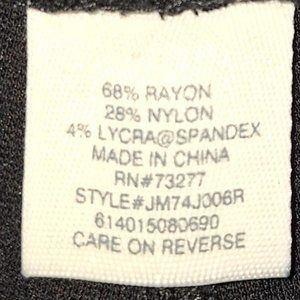 68% RAYON
28% NYLON
4% LYCRA@SPANDEX
MADE IN CHINA
RN#73277
STYLE#JM74J006R
614015080690
CARE ON REVERSE